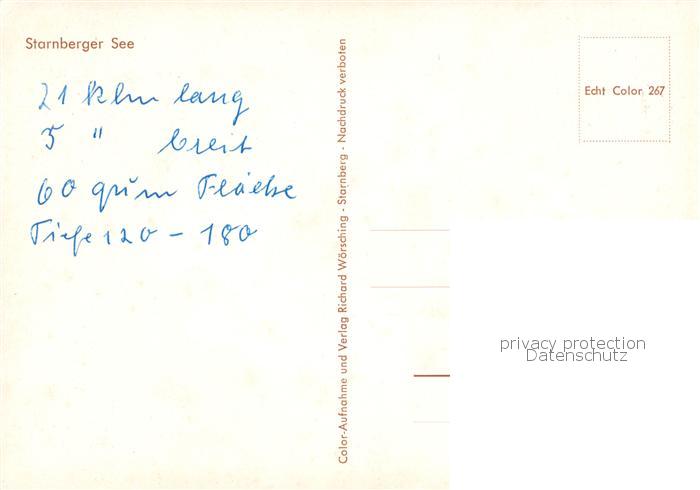 Starnberger See
21 klm lang
5 " breit
60 qum Fläche
Tiefe 120 - 180
Color-Aufnahme und Verlag Richard Wörsching - Starnberg - Nachdruck verboten
Echt Color 267
privacy protection
Datenschutz